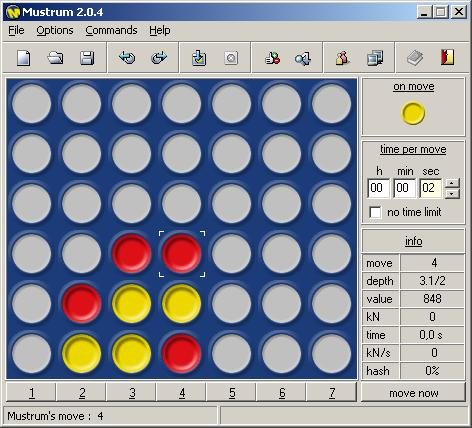 Mustrum 2.0.4
File Options Commands Help
on move
time per move
h min sec
00 00 02
no time limit
info
move 4
depth 3.1/2
value 848
kN 0
time 0,0 s
kN/s 0
hash 0%
1 2 3 4 5 6 7
move now
Mustrum's move : 4